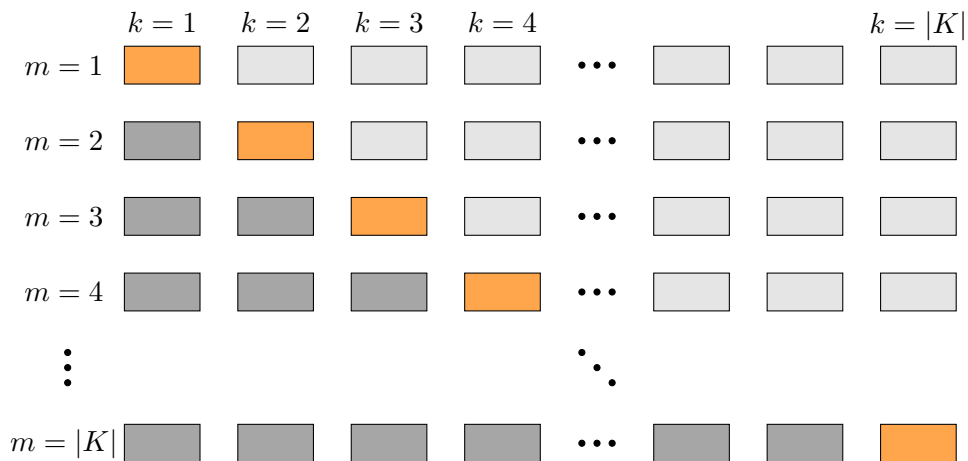 k = 1 k = 2 k = 3 k = 4 k = |K|
m = 1
m = 2
m = 3
m = 4
m = |K|